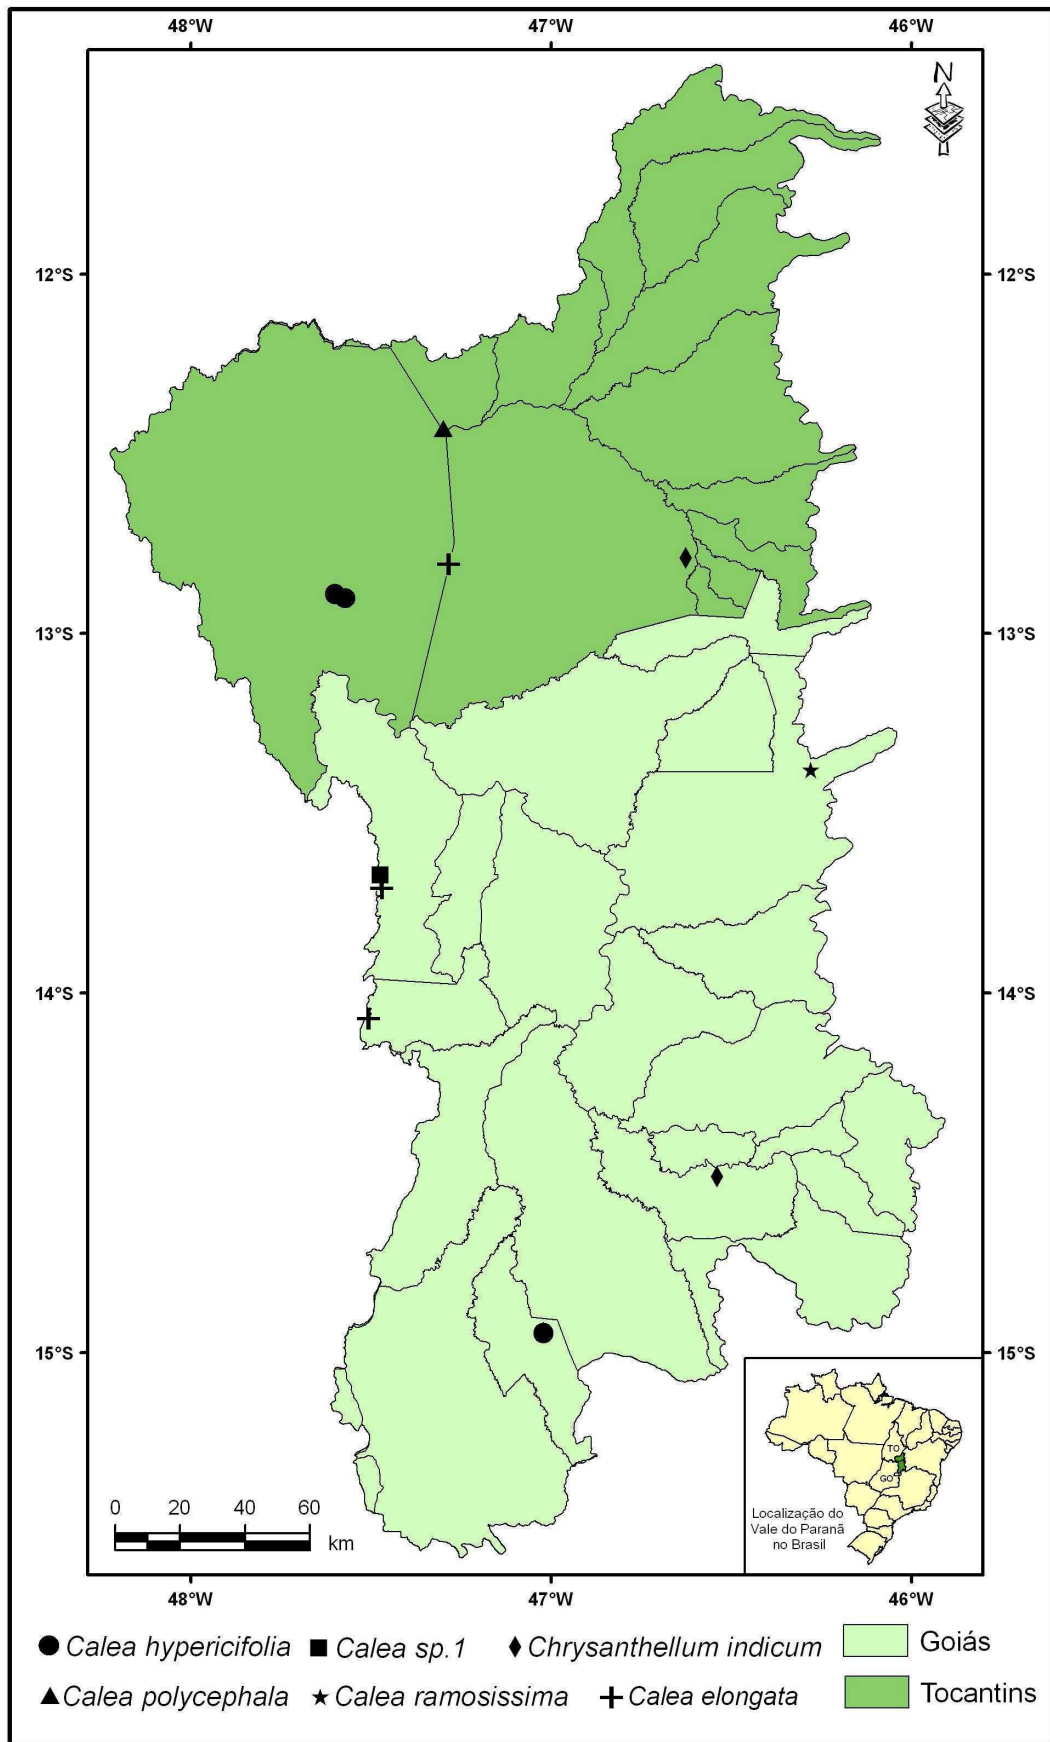 48°W 47°W 46°W
N
12°S 12°S
13°S 13°S
14°S 14°S
15°S 15°S
TO
GO
Localização do
Vale do Paranã
no Brasil
0 20 40 60
km
48°W 47°W 46°W
Calea hypericifolia Calea sp.1 Chrysanthellum indicum Goiás
Calea polycephala Calea ramosissima Calea elongata Tocantins